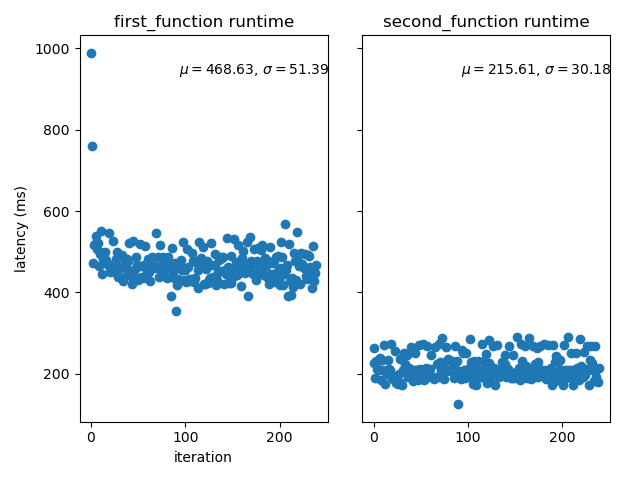 first_function runtime
second_function runtime
μ = 468.63, σ = 51.39
μ = 215.61, σ = 30.18
1000
800
600
400
200
latency (ms)
0
100
200
0
100
200
iteration